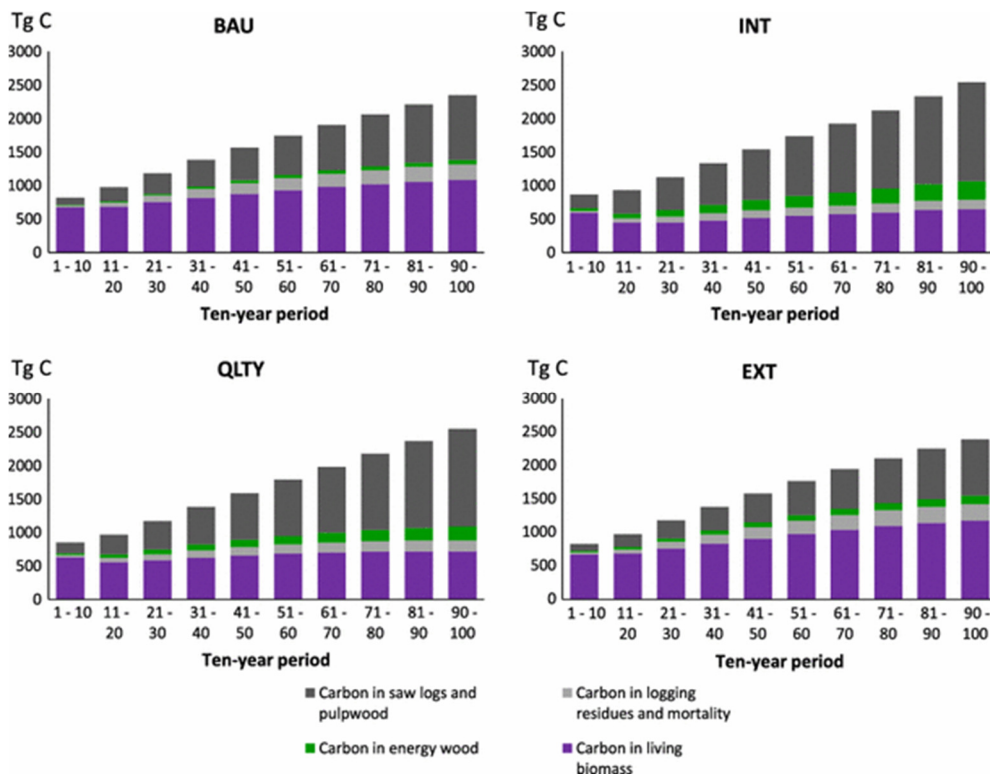 Tg C
BAU
3000
2500
2000
1500
1000
500
0
1 - 10 11 - 21 - 31 - 41 - 51 - 61 - 71 - 81 - 90 -
20 30 40 50 60 70 80 90 100
Ten-year period
Tg C
INT
3000
2500
2000
1500
1000
500
0
1 - 10 11 - 21 - 31 - 41 - 51 - 61 - 71 - 81 - 90 -
20 30 40 50 60 70 80 90 100
Ten-year period
Tg C
QLTY
3000
2500
2000
1500
1000
500
0
1 - 10 11 - 21 - 31 - 41 - 51 - 61 - 71 - 81 - 90 -
20 30 40 50 60 70 80 90 100
Ten-year period
Tg C
EXT
3000
2500
2000
1500
1000
500
0
1 - 10 11 - 21 - 31 - 41 - 51 - 61 - 71 - 81 - 90 -
20 30 40 50 60 70 80 90 100
Ten-year period
Carbon in saw logs and
pulpwood
Carbon in logging
residues and mortality
Carbon in energy wood
Carbon in living
biomass